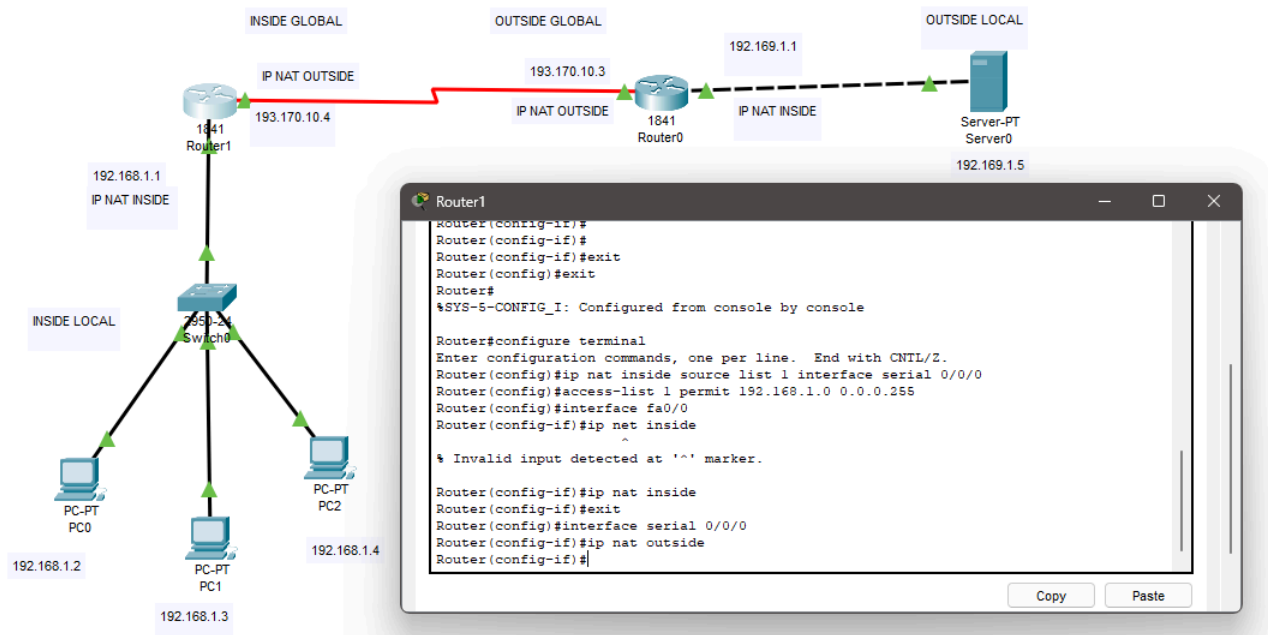 INSIDE GLOBAL
OUTSIDE GLOBAL
OUTSIDE LOCAL
192.169.1.1
IP NAT OUTSIDE
193.170.10.3
193.170.10.4
IP NAT OUTSIDE
IP NAT INSIDE
1841
Router1
1841
Router0
Server-PT
Server0
192.169.1.5
192.168.1.1
IP NAT INSIDE
INSIDE LOCAL
2950-24
Switch0
PC-PT
PC0
192.168.1.2
PC-PT
PC1
192.168.1.3
PC-PT
PC2
192.168.1.4
Router1
Router(config-if)#
Router(config-if)#
Router(config-if)#exit
Router(config)#exit
Router#
%SYS-5-CONFIG_I: Configured from console by console
Router#configure terminal
Enter configuration commands, one per line.  End with CNTL/Z.
Router(config)#ip nat inside source list 1 interface serial 0/0/0
Router(config)#access-list 1 permit 192.168.1.0 0.0.0.255
Router(config)#interface fa0/0
Router(config-if)#ip net inside
^
% Invalid input detected at '^' marker.
Router(config-if)#ip nat inside
Router(config-if)#exit
Router(config)#interface serial 0/0/0
Router(config-if)#ip nat outside
Router(config-if)#
Copy
Paste